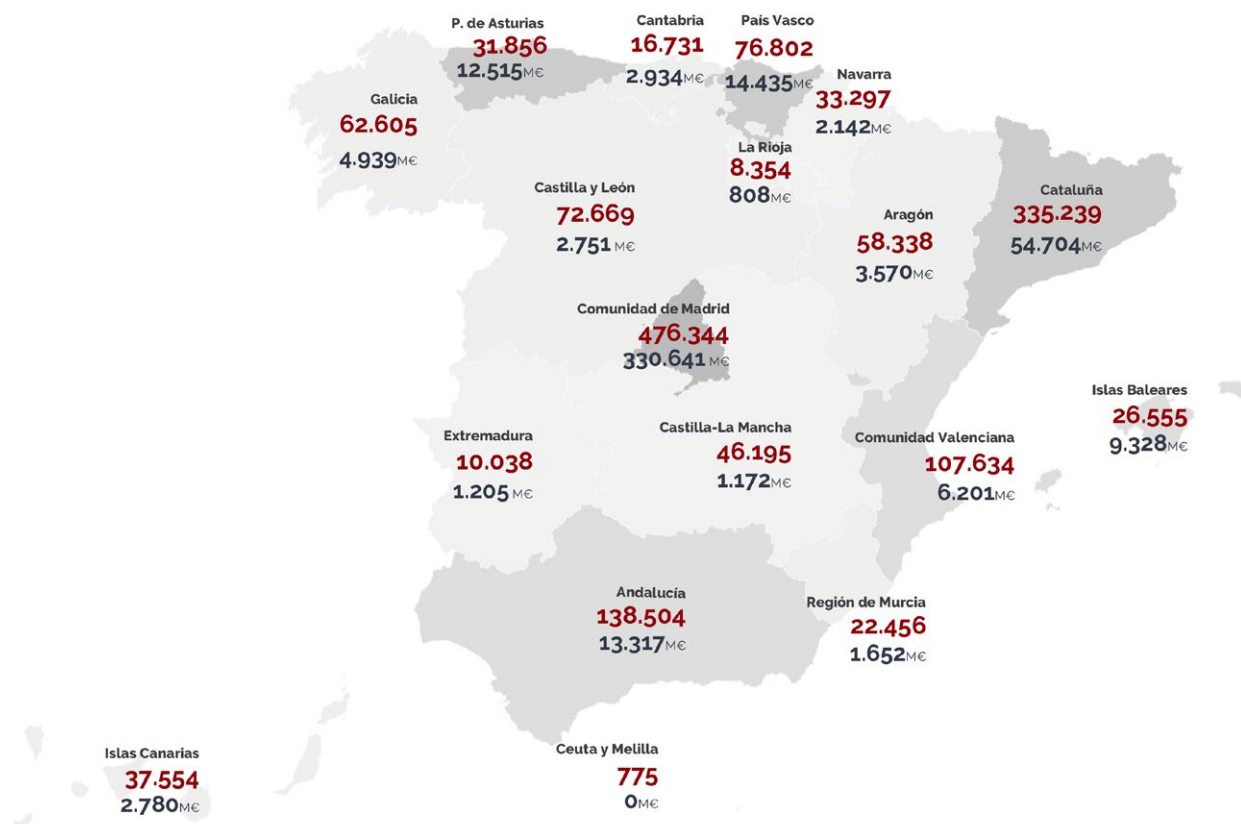 P. de Asturias
31.856
12.515M€
Cantabria
16.731
2.934M€
País Vasco
76.802
14.435M€
Navarra
33.297
2.142M€
Galicia
62.605
4.939M€
La Rioja
8.354
808M€
Castilla y León
72.669
2.751M€
Aragón
58.338
3.570M€
Cataluña
335.239
54.704M€
Comunidad de Madrid
476.344
330.641M€
Islas Baleares
26.555
9.328M€
Extremadura
10.038
1.205M€
Castilla-La Mancha
46.195
1.172M€
Comunidad Valenciana
107.634
6.201M€
Andalucía
138.504
13.317M€
Región de Murcia
22.456
1.652M€
Islas Canarias
37.554
2.780M€
Ceuta y Melilla
775
0M€